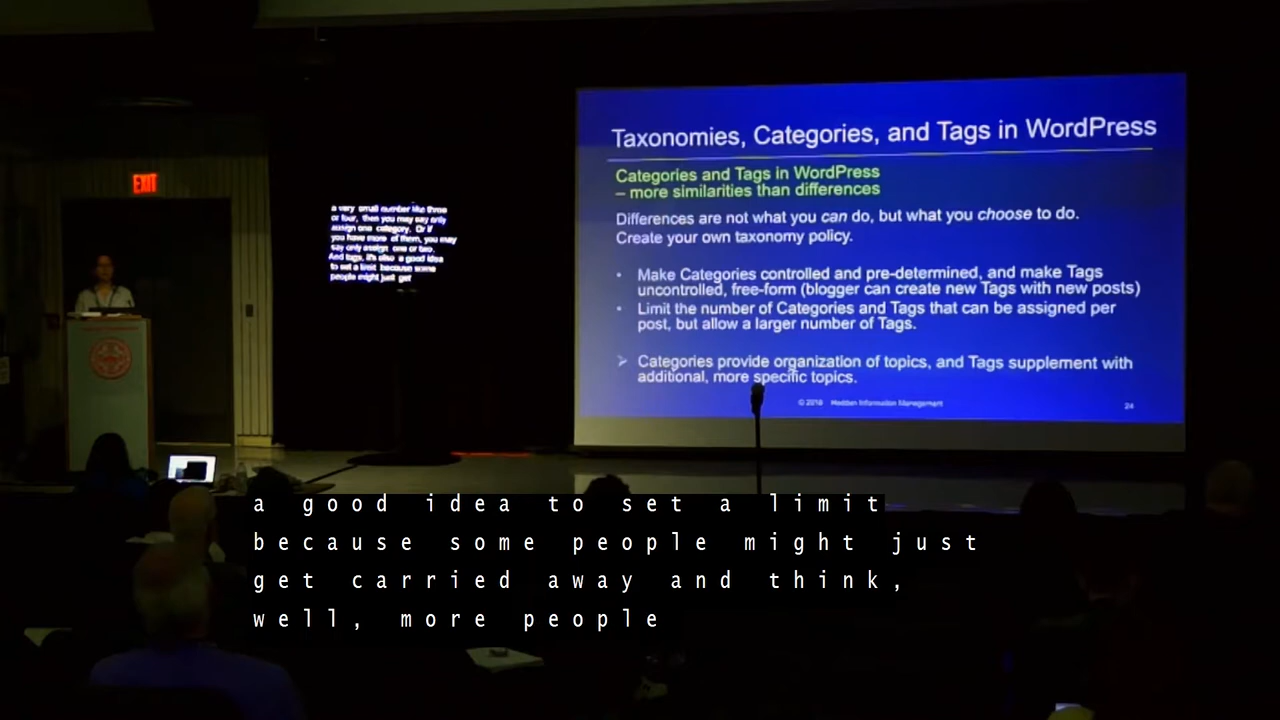 EXIT
a very small number like three
or four, then you may say only
assign one category. Or if
you have more of them, you may
say only assign one or two.
And tags, it's also a good idea
to set a limit because some
people might just get
Taxonomies, Categories, and Tags in WordPress
Categories and Tags in WordPress
– more similarities than differences
Differences are not what you can do, but what you choose to do.
Create your own taxonomy policy.
• Make Categories controlled and pre-determined, and make Tags
uncontrolled, free-form (blogger can create new Tags with new posts)
• Limit the number of Categories and Tags that can be assigned per
post, but allow a larger number of Tags.
➢ Categories provide organization of topics, and Tags supplement with
additional, more specific topics.
Information Management
24
a good idea to set a limit
because some people might just
get carried away and think,
well, more people